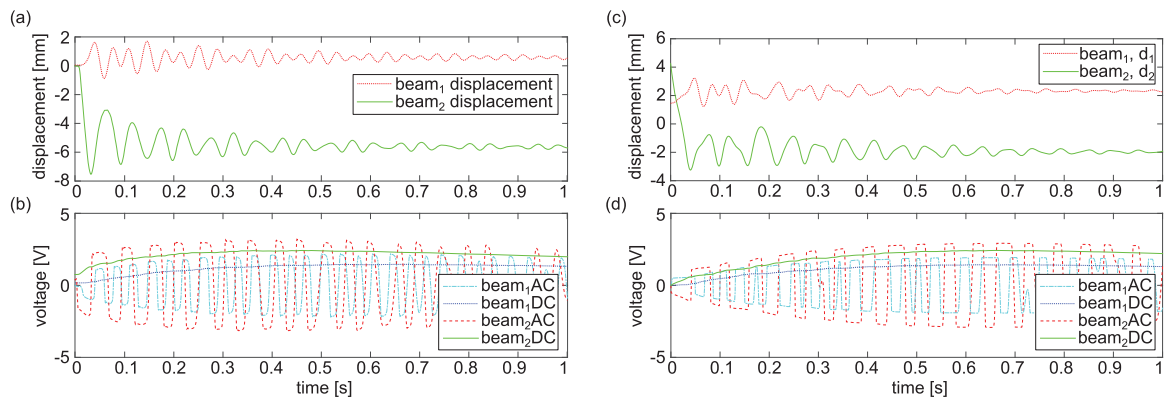 (a)
displacement [mm]
2
0
-2
-4
-6
-8
beam₁ displacement
beam₂ displacement
0 0.1 0.2 0.3 0.4 0.5 0.6 0.7 0.8 0.9 1
(b)
voltage [V]
5
0
-5
beam₁AC
beam₁DC
beam₂AC
beam₂DC
0 0.1 0.2 0.3 0.4 0.5 0.6 0.7 0.8 0.9 1
time [s]
(c)
displacement [mm]
6
4
2
0
-2
-4
beam₁, d₁
beam₂, d₂
0 0.1 0.2 0.3 0.4 0.5 0.6 0.7 0.8 0.9 1
(d)
voltage [V]
5
0
-5
beam₁AC
beam₁DC
beam₂AC
beam₂DC
0 0.1 0.2 0.3 0.4 0.5 0.6 0.7 0.8 0.9 1
time [s]